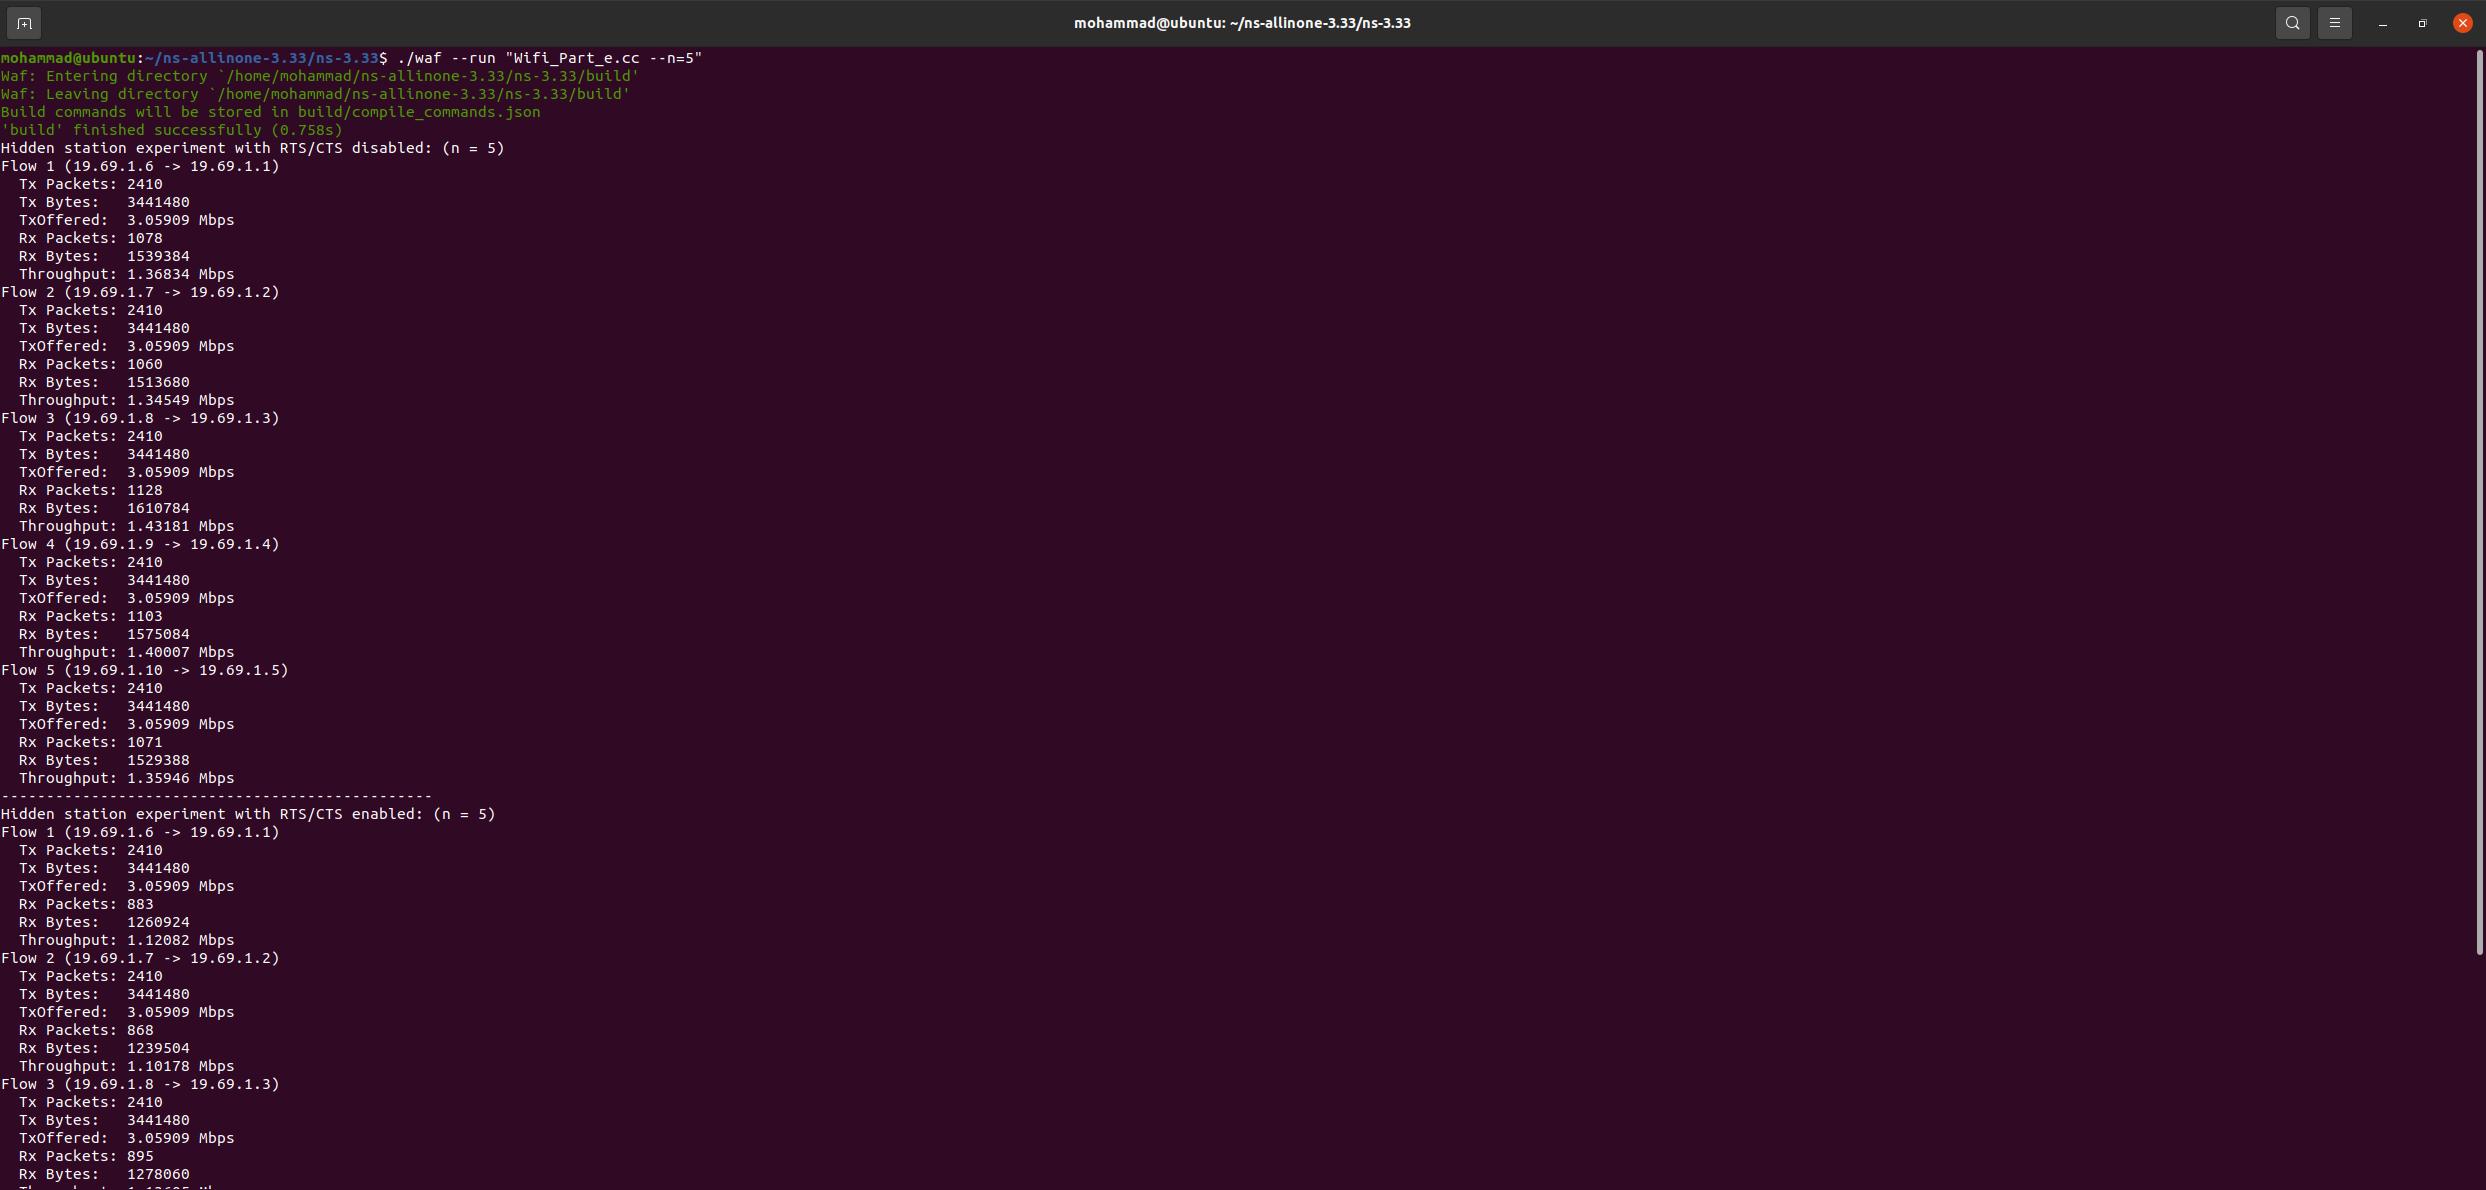 mohammad@ubuntu: ~/ns-allinone-3.33/ns-3.33
mohammad@ubuntu:~/ns-allinone-3.33/ns-3.33$ ./waf --run "Wifi_Part_e.cc --n=5"
Waf: Entering directory `/home/mohammad/ns-allinone-3.33/ns-3.33/build'
Waf: Leaving directory `/home/mohammad/ns-allinone-3.33/ns-3.33/build'
Build commands will be stored in build/compile_commands.json
'build' finished successfully (0.758s)
Hidden station experiment with RTS/CTS disabled: (n = 5)
Flow 1 (19.69.1.6 -> 19.69.1.1)
  Tx Packets: 2410
  Tx Bytes:   3441480
  TxOffered:  3.05909 Mbps
  Rx Packets: 1078
  Rx Bytes:   1539384
  Throughput: 1.36834 Mbps
Flow 2 (19.69.1.7 -> 19.69.1.2)
  Tx Packets: 2410
  Tx Bytes:   3441480
  TxOffered:  3.05909 Mbps
  Rx Packets: 1060
  Rx Bytes:   1513680
  Throughput: 1.34549 Mbps
Flow 3 (19.69.1.8 -> 19.69.1.3)
  Tx Packets: 2410
  Tx Bytes:   3441480
  TxOffered:  3.05909 Mbps
  Rx Packets: 1128
  Rx Bytes:   1610784
  Throughput: 1.43181 Mbps
Flow 4 (19.69.1.9 -> 19.69.1.4)
  Tx Packets: 2410
  Tx Bytes:   3441480
  TxOffered:  3.05909 Mbps
  Rx Packets: 1103
  Rx Bytes:   1575084
  Throughput: 1.40007 Mbps
Flow 5 (19.69.1.10 -> 19.69.1.5)
  Tx Packets: 2410
  Tx Bytes:   3441480
  TxOffered:  3.05909 Mbps
  Rx Packets: 1071
  Rx Bytes:   1529388
  Throughput: 1.35946 Mbps
------------------------------------------------
Hidden station experiment with RTS/CTS enabled: (n = 5)
Flow 1 (19.69.1.6 -> 19.69.1.1)
  Tx Packets: 2410
  Tx Bytes:   3441480
  TxOffered:  3.05909 Mbps
  Rx Packets: 883
  Rx Bytes:   1260924
  Throughput: 1.12082 Mbps
Flow 2 (19.69.1.7 -> 19.69.1.2)
  Tx Packets: 2410
  Tx Bytes:   3441480
  TxOffered:  3.05909 Mbps
  Rx Packets: 868
  Rx Bytes:   1239504
  Throughput: 1.10178 Mbps
Flow 3 (19.69.1.8 -> 19.69.1.3)
  Tx Packets: 2410
  Tx Bytes:   3441480
  TxOffered:  3.05909 Mbps
  Rx Packets: 895
  Rx Bytes:   1278060